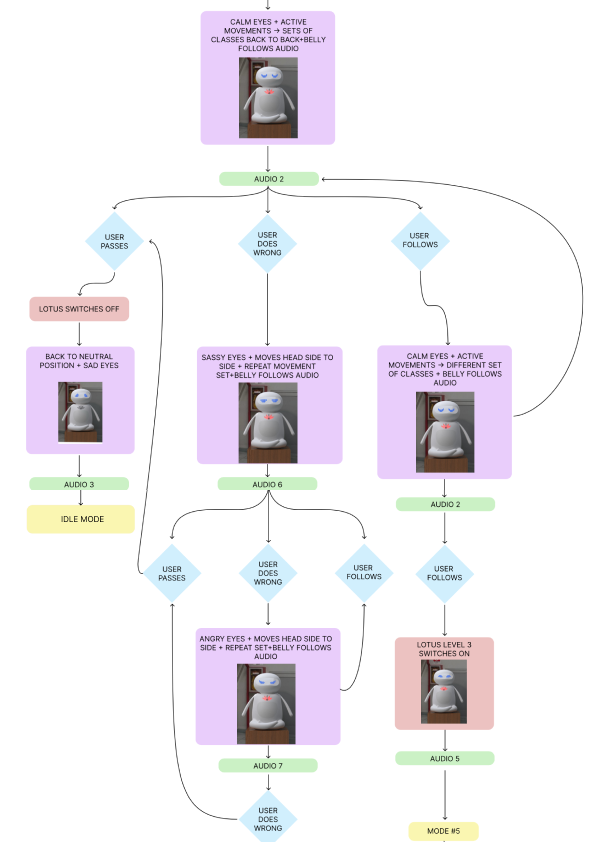 CALM EYES + ACTIVE
MOVEMENTS → SETS OF
CLASSES BACK TO BACK+BELLY
FOLLOWS AUDIO
AUDIO 2
USER
PASSES
USER
DOES
WRONG
USER
FOLLOWS
LOTUS SWITCHES OFF
BACK TO NEUTRAL
POSITION + SAD EYES
SASSY EYES + MOVES HEAD SIDE TO
SIDE + REPEAT MOVEMENT
SET+BELLY FOLLOWS AUDIO
CALM EYES + ACTIVE
MOVEMENTS → DIFFERENT SET
OF CLASSES + BELLY FOLLOWS
AUDIO
AUDIO 3
AUDIO 6
AUDIO 2
IDLE MODE
USER
PASSES
USER
DOES
WRONG
USER
FOLLOWS
USER
FOLLOWS
ANGRY EYES + MOVES HEAD SIDE TO
SIDE + REPEAT SET+BELLY FOLLOWS
AUDIO
LOTUS LEVEL 3
SWITCHES ON
AUDIO 7
AUDIO 5
USER
DOES
WRONG
MODE #5